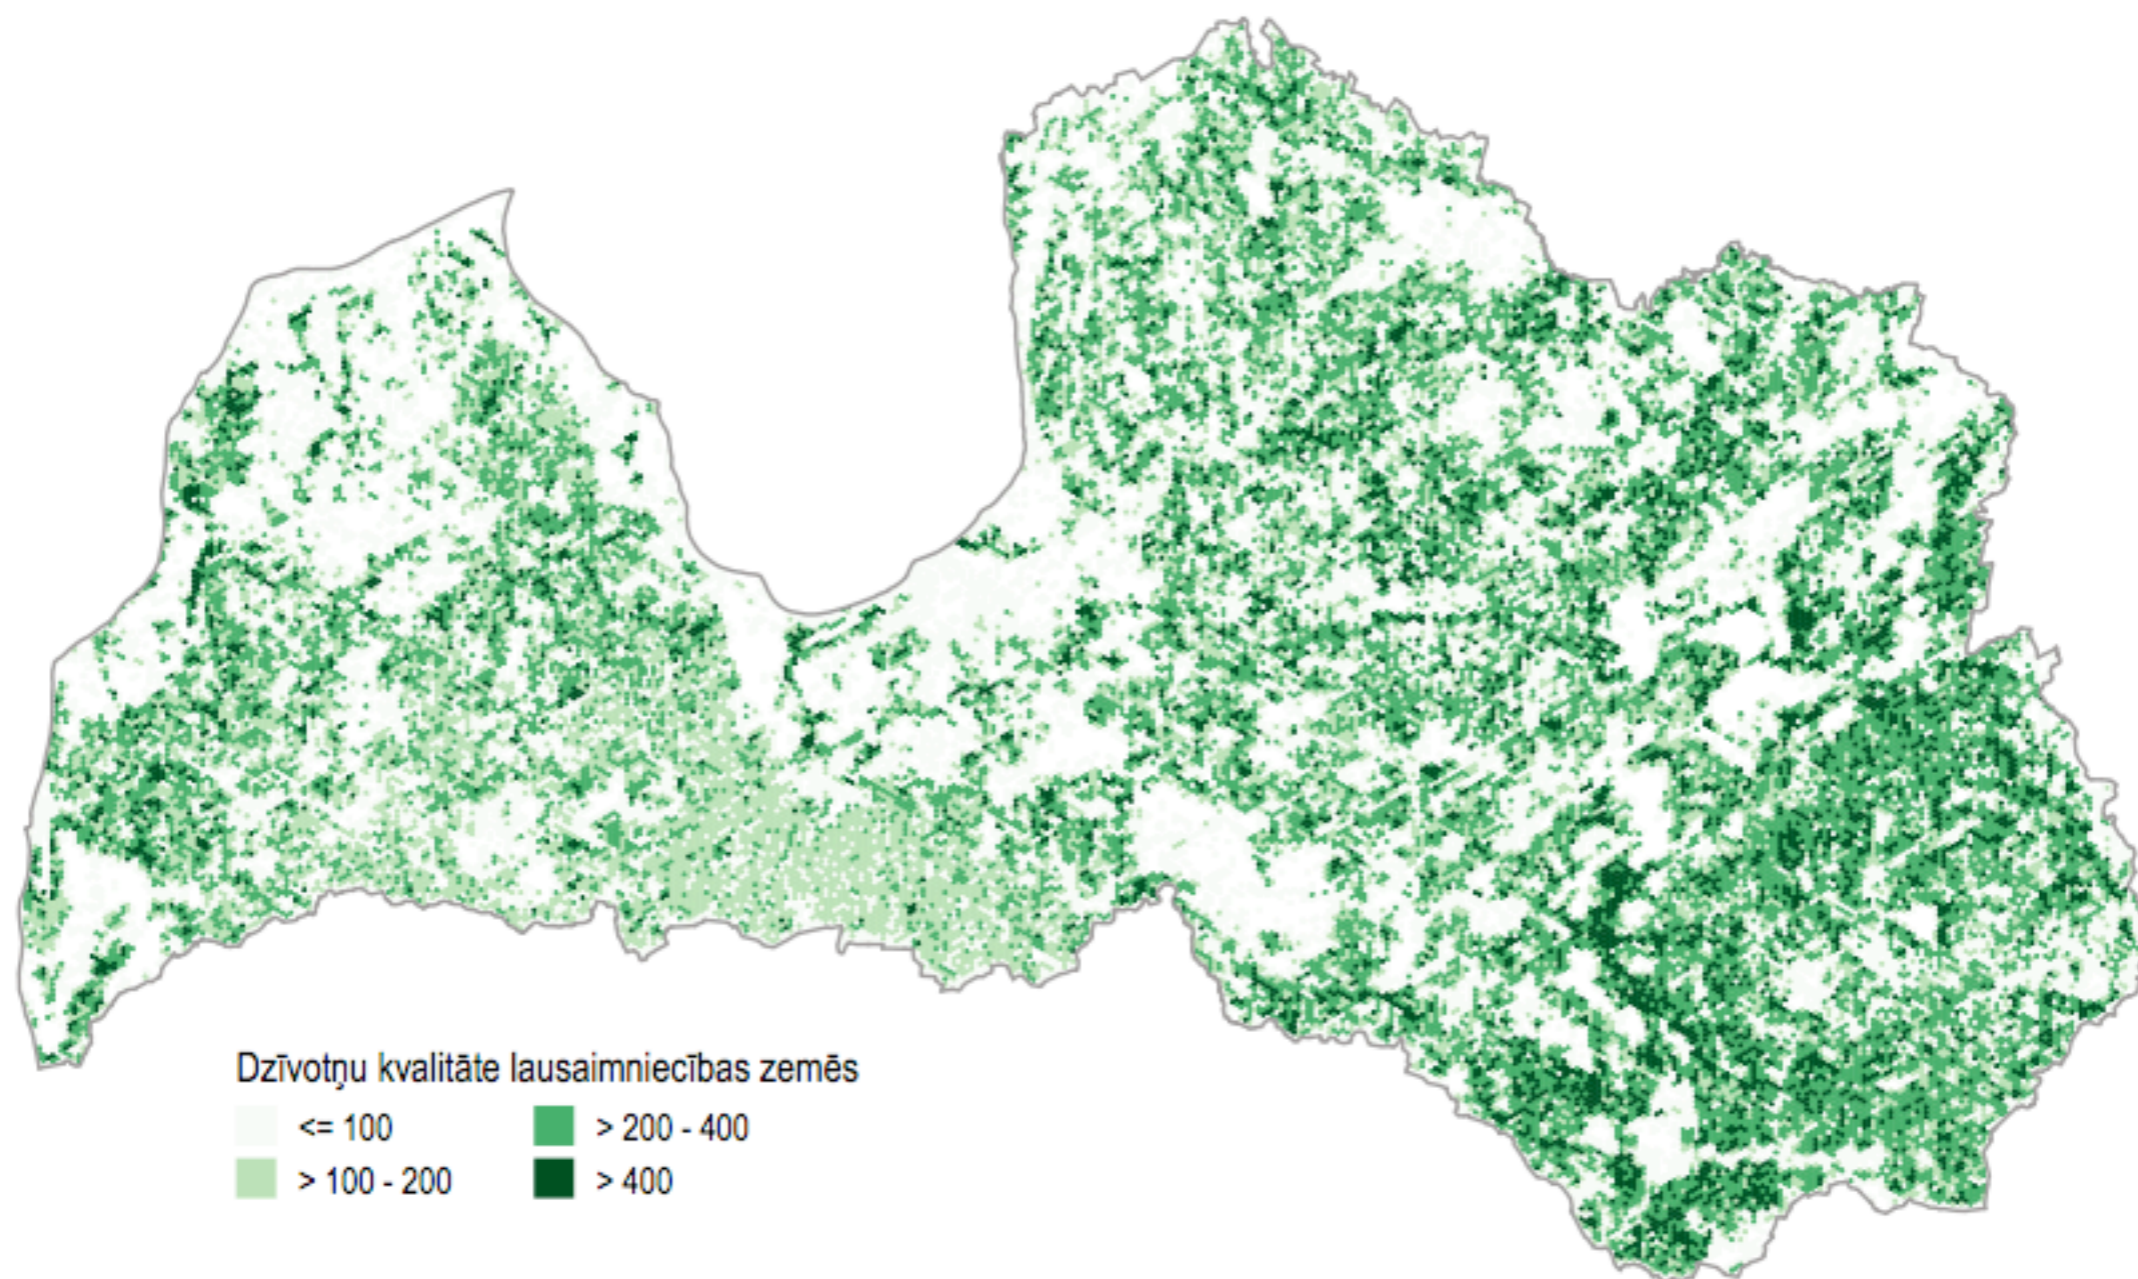 Dzīvotņu kvalitāte lausaimniecības zemēs
<= 100
> 200 - 400
> 100 - 200
> 400